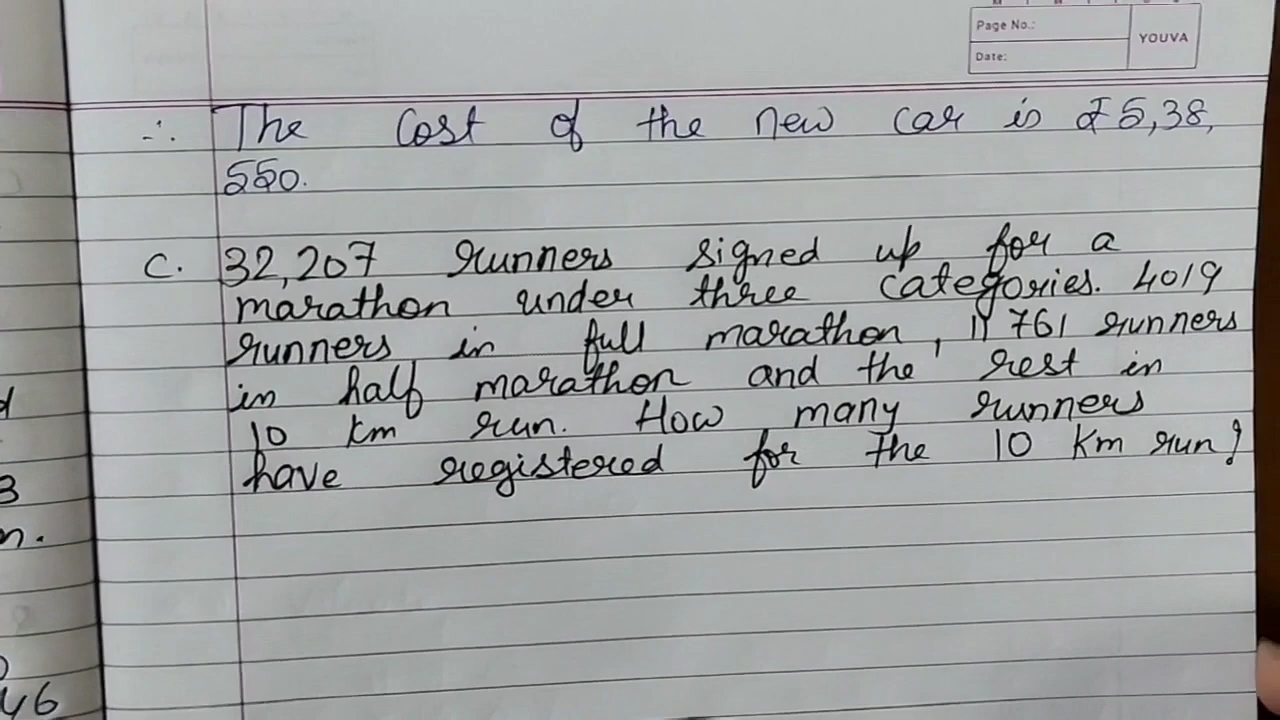 Page No.:
YOUVA
Date:
∴ The cost of the new car is ₹5,38,
550.
C. 32,207 runners signed up for a
marathon under three categories. 4019
runners in full marathon, 11,761 runners
in half marathon and the rest in
10 km run. How many runners
have registered for the 10 km run?
3
n.
46